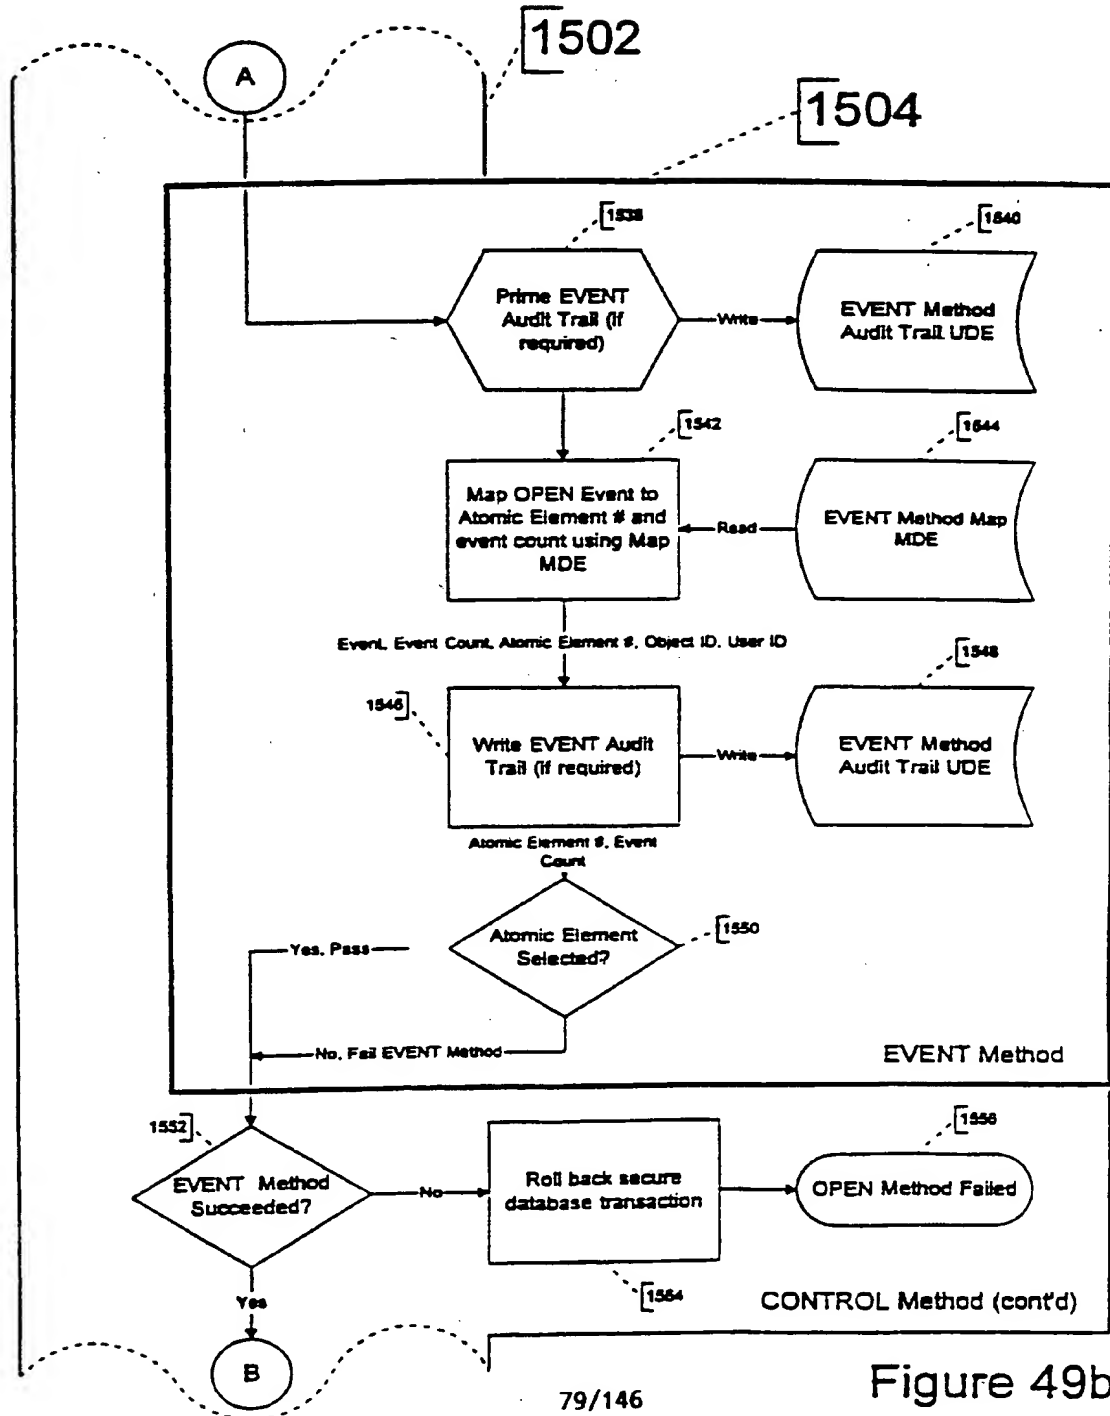 1502
A
1504
1538
1540
Prime EVENT
Audit Trail (if
required)
Write
EVENT Method
Audit Trail UDE
1542
1544
Map OPEN Event to
Atomic Element # and
event count using Map
MDE
Read
EVENT Method Map
MDE
Event, Event Count, Atomic Element #, Object ID, User ID
1546
1548
Write EVENT Audit
Trail (if required)
Write
EVENT Method
Audit Trail UDE
Atomic Element #, Event
Count
1550
Atomic Element
Selected?
Yes, Pass
No, Fail EVENT Method
EVENT Method
1552
1556
EVENT Method
Succeeded?
No
Roll back secure
database transaction
OPEN Method Failed
1554
Yes
CONTROL Method (cont'd)
B
79/146
Figure 49b